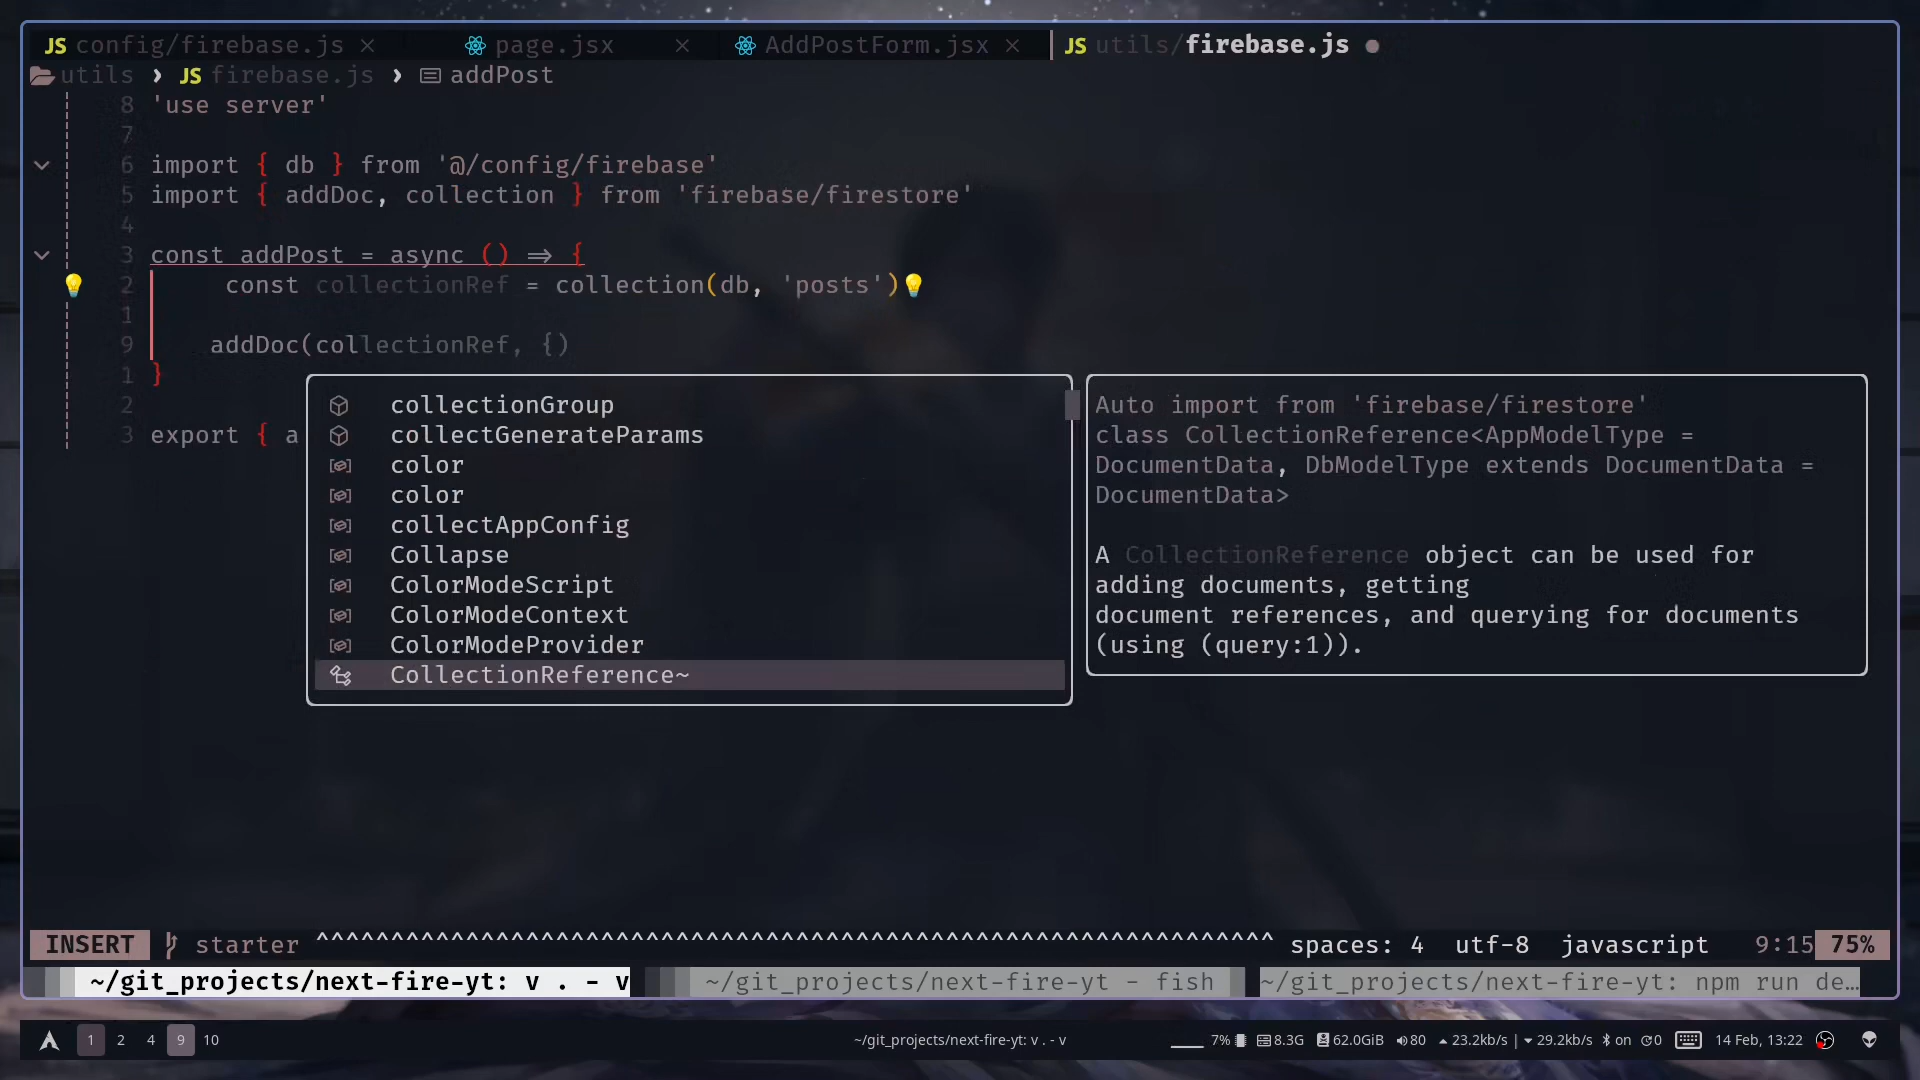 JS config/firebase.js × page.jsx × AddPostForm.jsx × JS utils/firebase.js ●
utils › JS firebase.js › addPost
8 'use server'
7
6 import { db } from '@/config/firebase'
5 import { addDoc, collection } from 'firebase/firestore'
4
3 const addPost = async () => {
2 const collectionRef = collection(db, 'posts')
1
9 addDoc(collectionRef, {})
1 }
2
3 export { a
collectionGroup
collectGenerateParams
color
color
collectAppConfig
Collapse
ColorModeScript
ColorModeContext
ColorModeProvider
CollectionReference~
Auto import from 'firebase/firestore'
class CollectionReference<AppModelType =
DocumentData, DbModelType extends DocumentData =
DocumentData>
A CollectionReference object can be used for
adding documents, getting
document references, and querying for documents
(using (query:1)).
INSERT starter ^^^^^^^^^^^^^^^^^^^^^^^^^^^^^^^^^^^^^^^^^^^^^^^^^^^^^^^^^^^^^^^^ spaces: 4 utf-8 javascript 9:15 75%
~/git_projects/next-fire-yt: v . - v ~/git_projects/next-fire-yt - fish ~/git_projects/next-fire-yt: npm run de…
1 2 4 9 10 ~/git_projects/next-fire-yt: v . - v 7% 8.3G 62.0GiB 80 23.2kb/s | 29.2kb/s on 0 14 Feb, 13:22